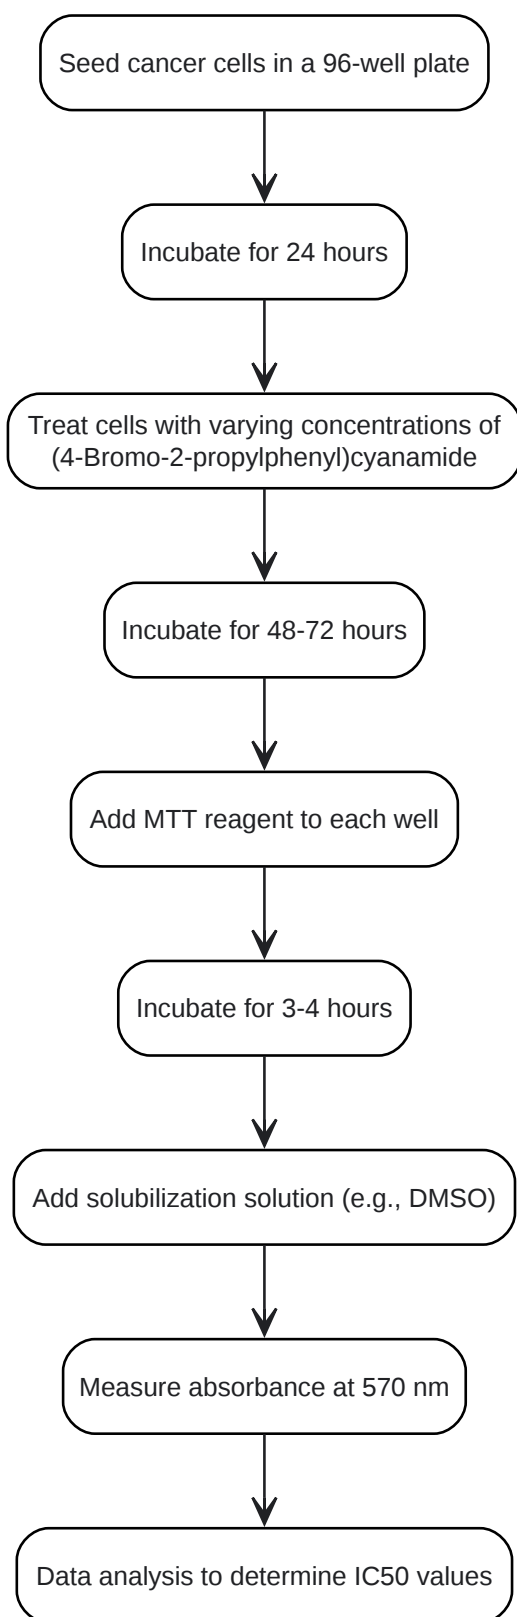 Seed cancer cells in a 96-well plate
Incubate for 24 hours
Treat cells with varying concentrations of
(4-Bromo-2-propylphenyl)cyanamide
Incubate for 48-72 hours
Add MTT reagent to each well
Incubate for 3-4 hours
Add solubilization solution (e.g., DMSO)
Measure absorbance at 570 nm
Data analysis to determine IC50 values